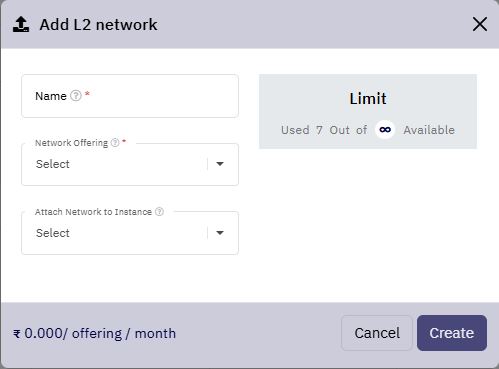 Add L2 network
Name *
Limit
Used 7 Out of ∞ Available
Network Offering *
Select
Attach Network to Instance
Select
₹ 0.000/ offering / month
Cancel
Create